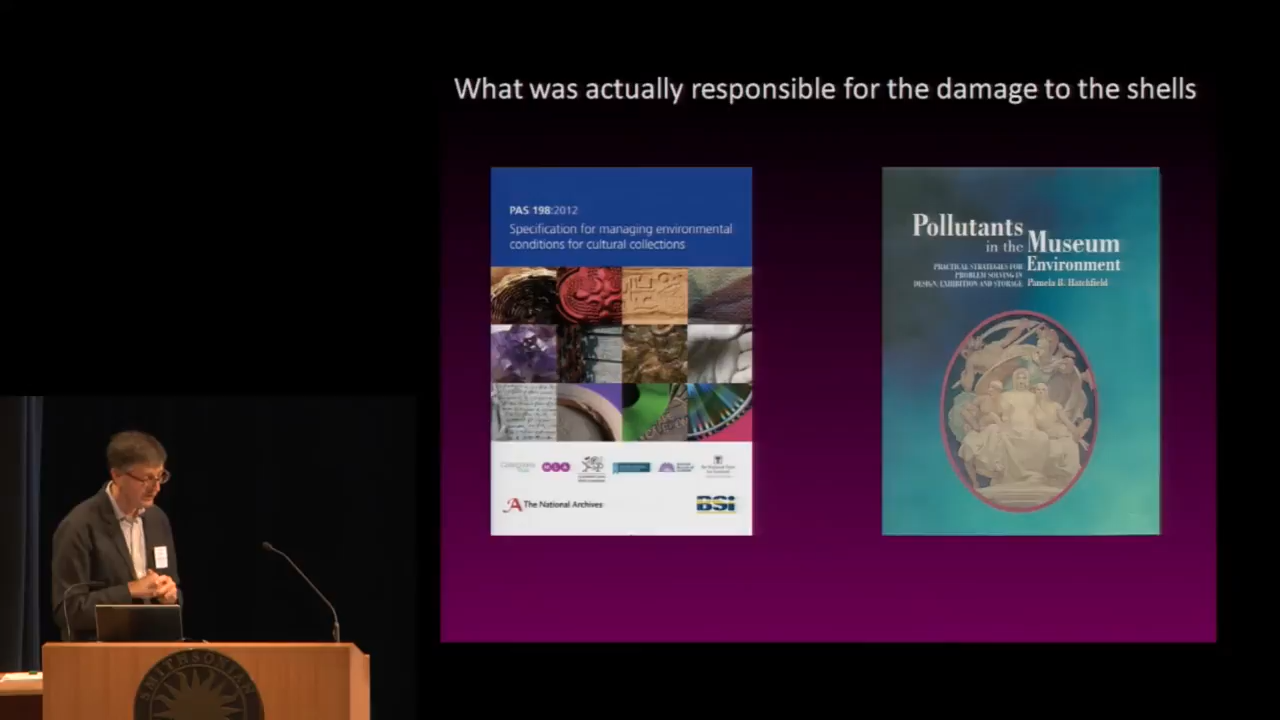 What was actually responsible for the damage to the shells
PAS 198:2012
Specification for managing environmental
conditions for cultural collections
MLA
The National Archives
BSi
Pollutants
in the Museum
PRACTICAL STRATEGIES FOR Environment
PROBLEM SOLVING IN
DESIGN, EXHIBITION AND STORAGE Pamela B. Hatchfield
SMITHSONIAN